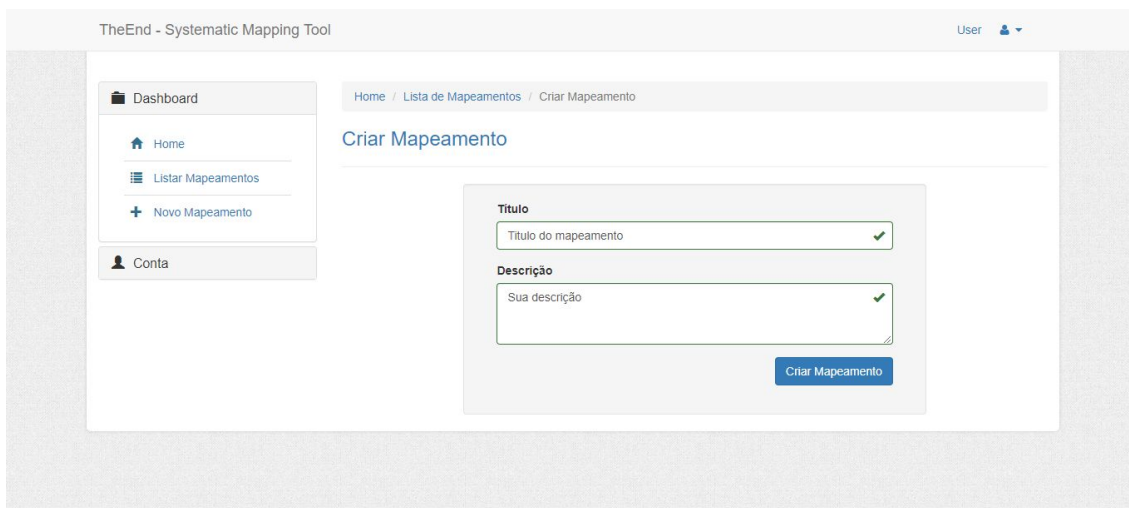 TheEnd - Systematic Mapping Tool
User
Dashboard
Home
Listar Mapeamentos
Novo Mapeamento
Conta
Home / Lista de Mapeamentos / Criar Mapeamento
Criar Mapeamento
Título
Titulo do mapeamento
Descrição
Sua descrição
Criar Mapeamento